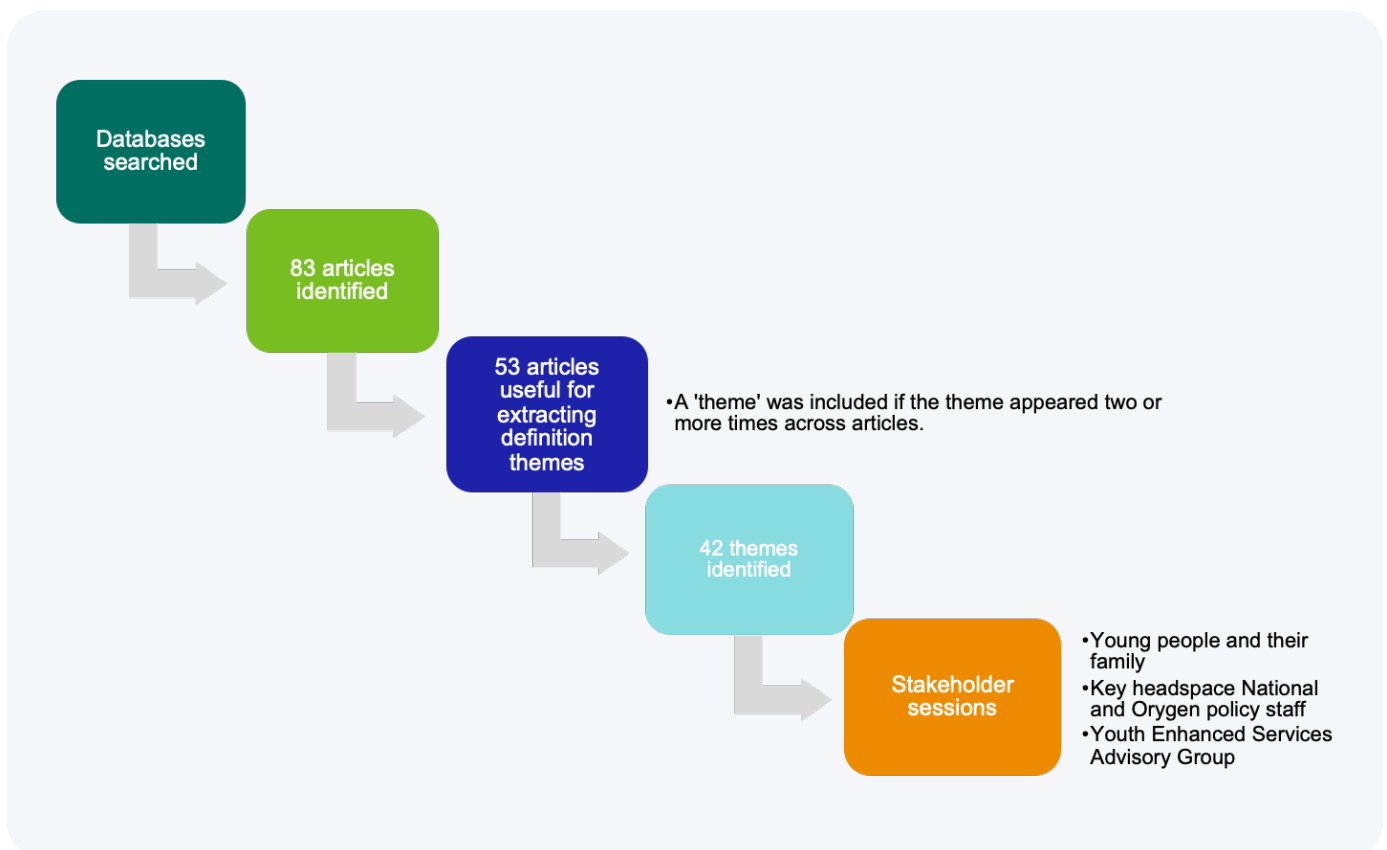 Databases
searched
83 articles
identified
53 articles
useful for
extracting
definition
themes
•A 'theme' was included if the theme appeared two or
more times across articles.
42 themes
identified
Stakeholder
sessions
•Young people and their
family
•Key headspace National
and Orygen policy staff
•Youth Enhanced Services
Advisory Group